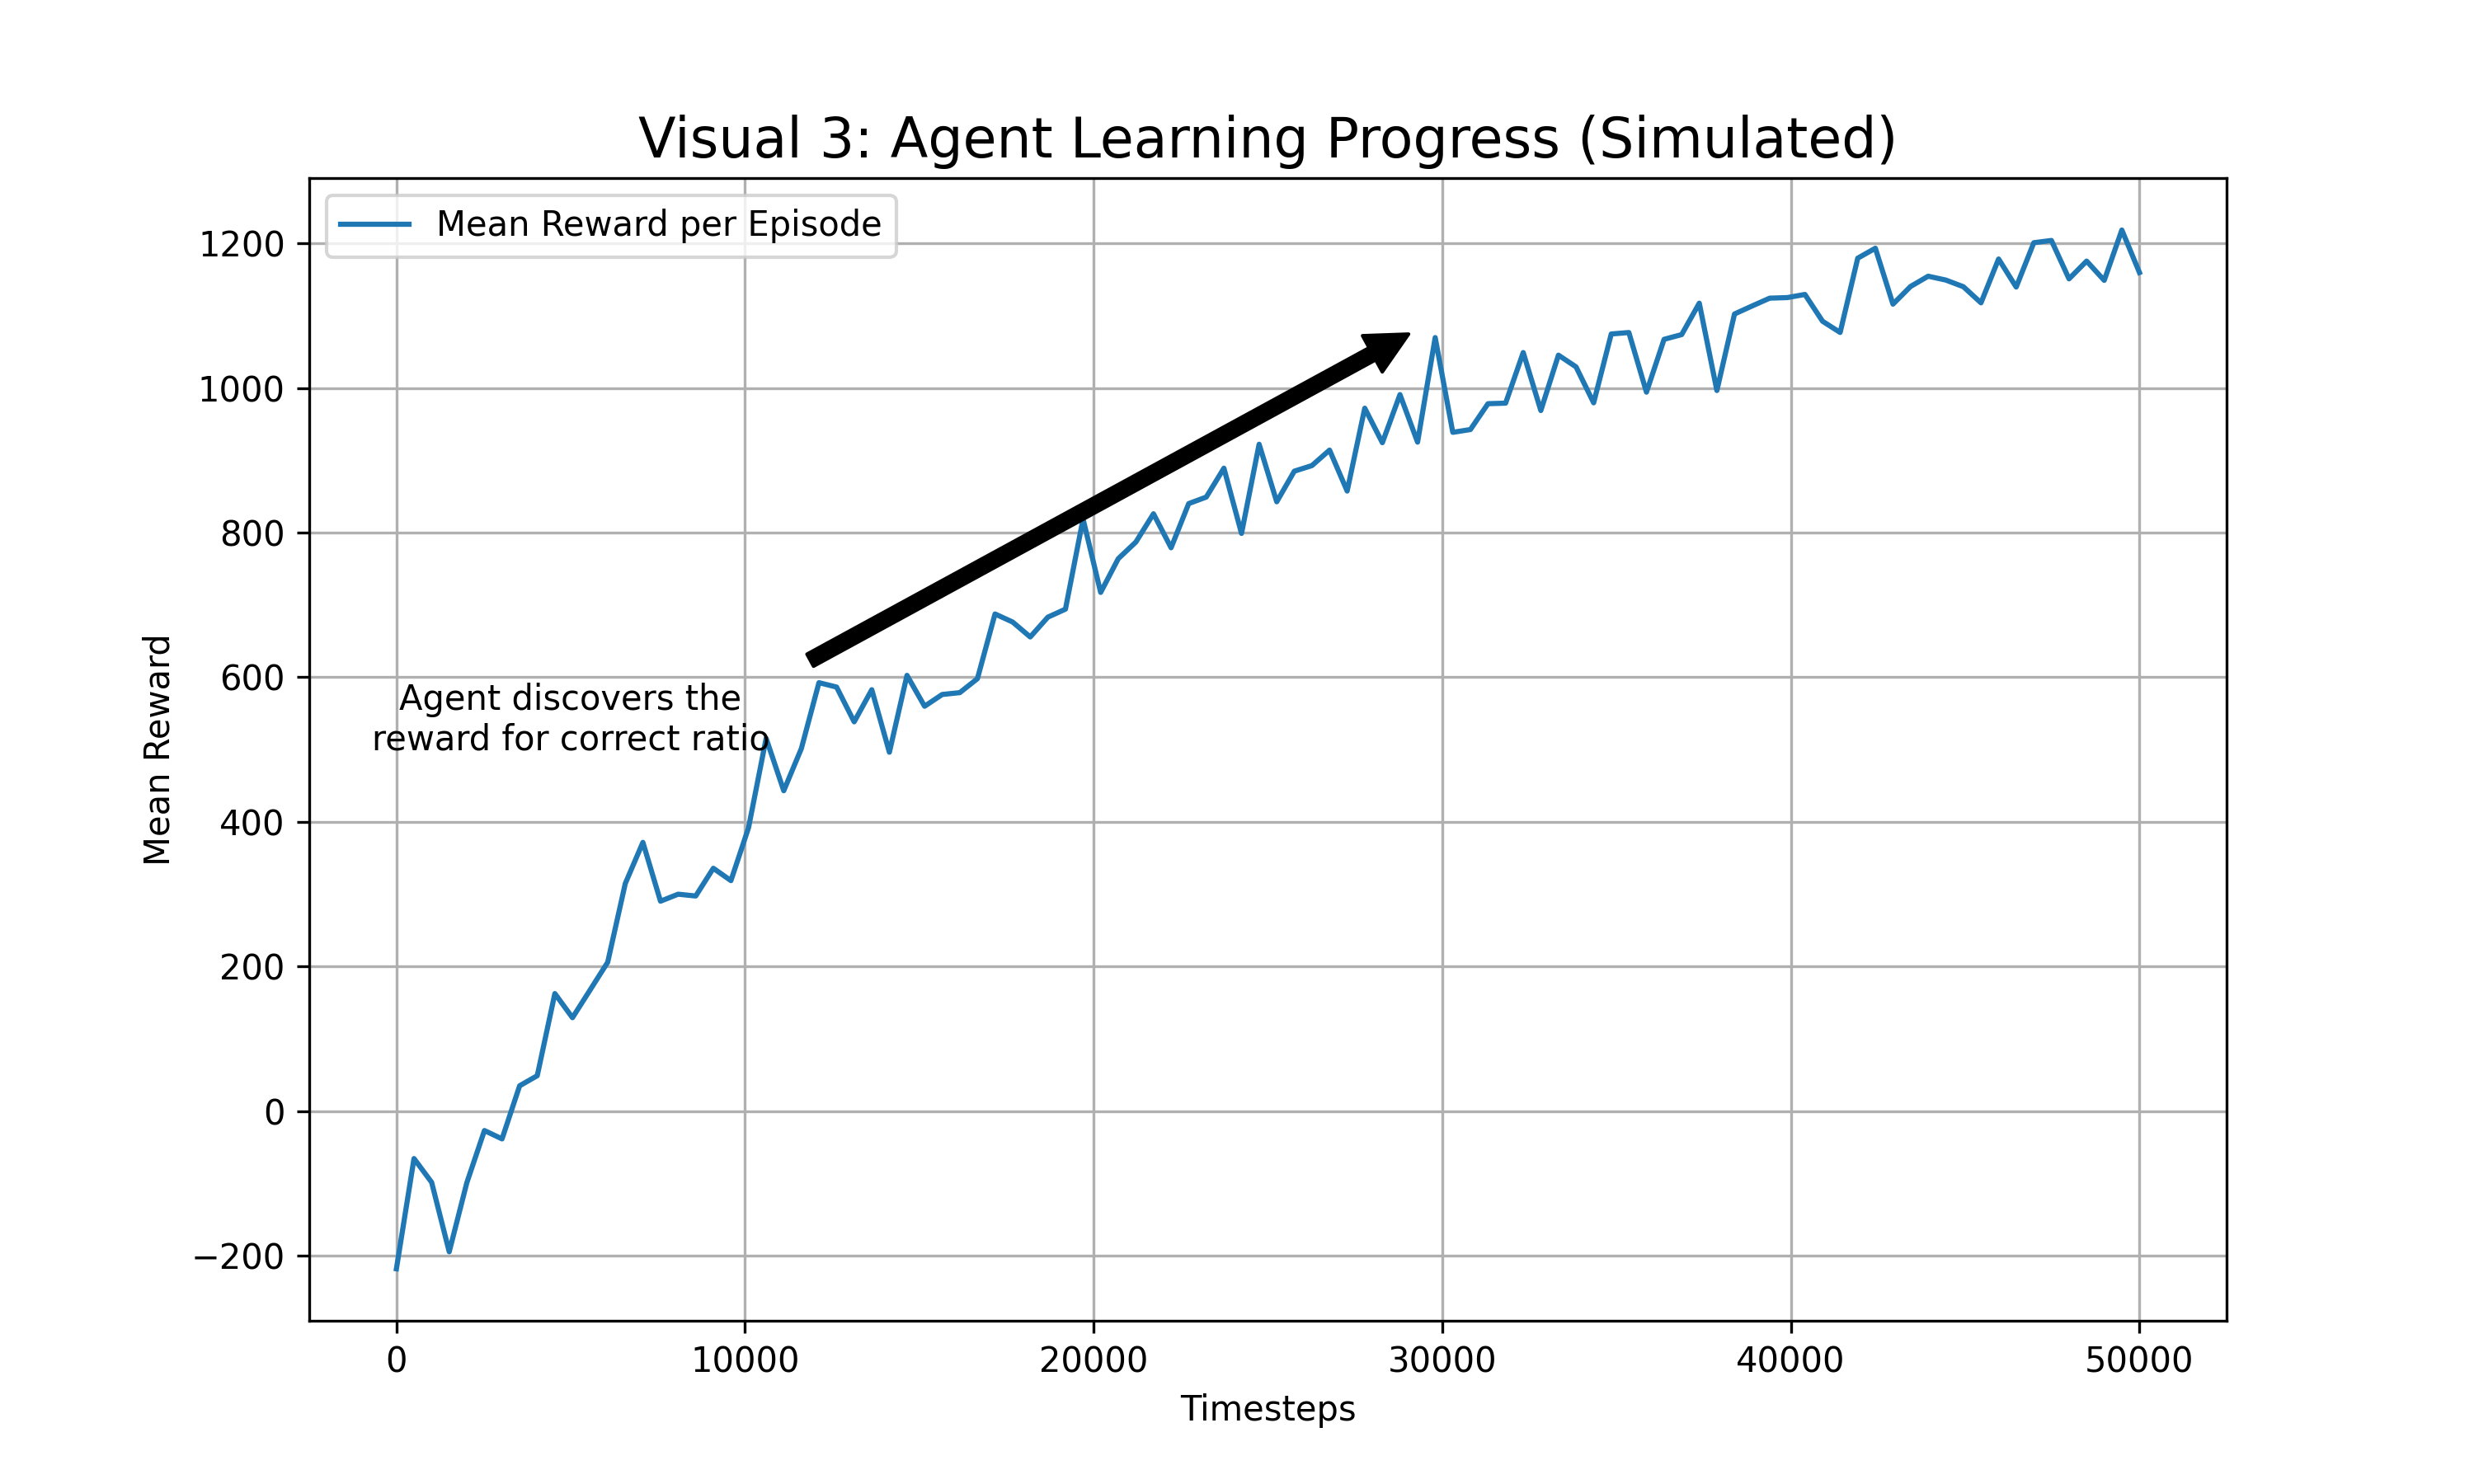 Visual 3: Agent Learning Progress (Simulated)
Mean Reward per Episode
1200
1000
800
600
400
200
0
−200
Mean Reward
Agent discovers the
reward for correct ratio
0 10000 20000 30000 40000 50000
Timesteps